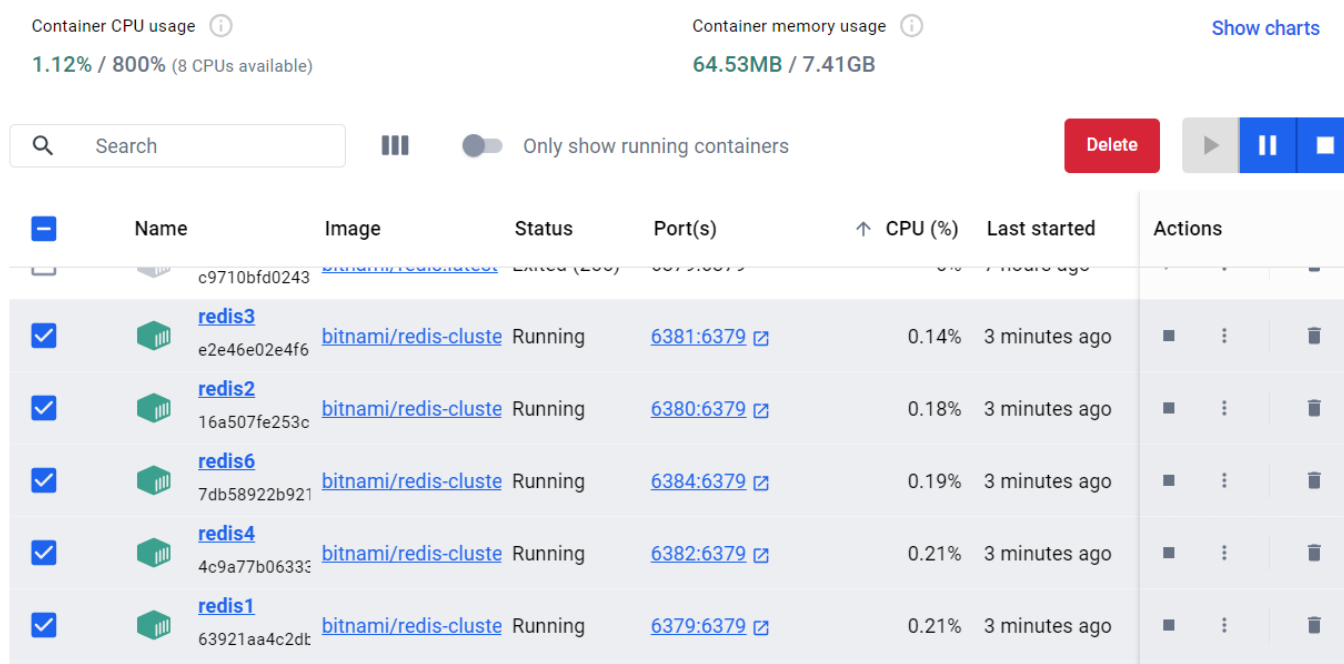 Container CPU usage
1.12% / 800% (8 CPUs available)
Container memory usage
64.53MB / 7.41GB
Show charts
Search
Only show running containers
Delete
Name Image Status Port(s) CPU (%) Last started Actions
c9710bfd0243
redis3
e2e46e02e4f6
bitnami/redis-cluste Running 6381:6379 0.14% 3 minutes ago
redis2
16a507fe253c
bitnami/redis-cluste Running 6380:6379 0.18% 3 minutes ago
redis6
7db58922b921
bitnami/redis-cluste Running 6384:6379 0.19% 3 minutes ago
redis4
4c9a77b06333
bitnami/redis-cluste Running 6382:6379 0.21% 3 minutes ago
redis1
63921aa4c2db
bitnami/redis-cluste Running 6379:6379 0.21% 3 minutes ago